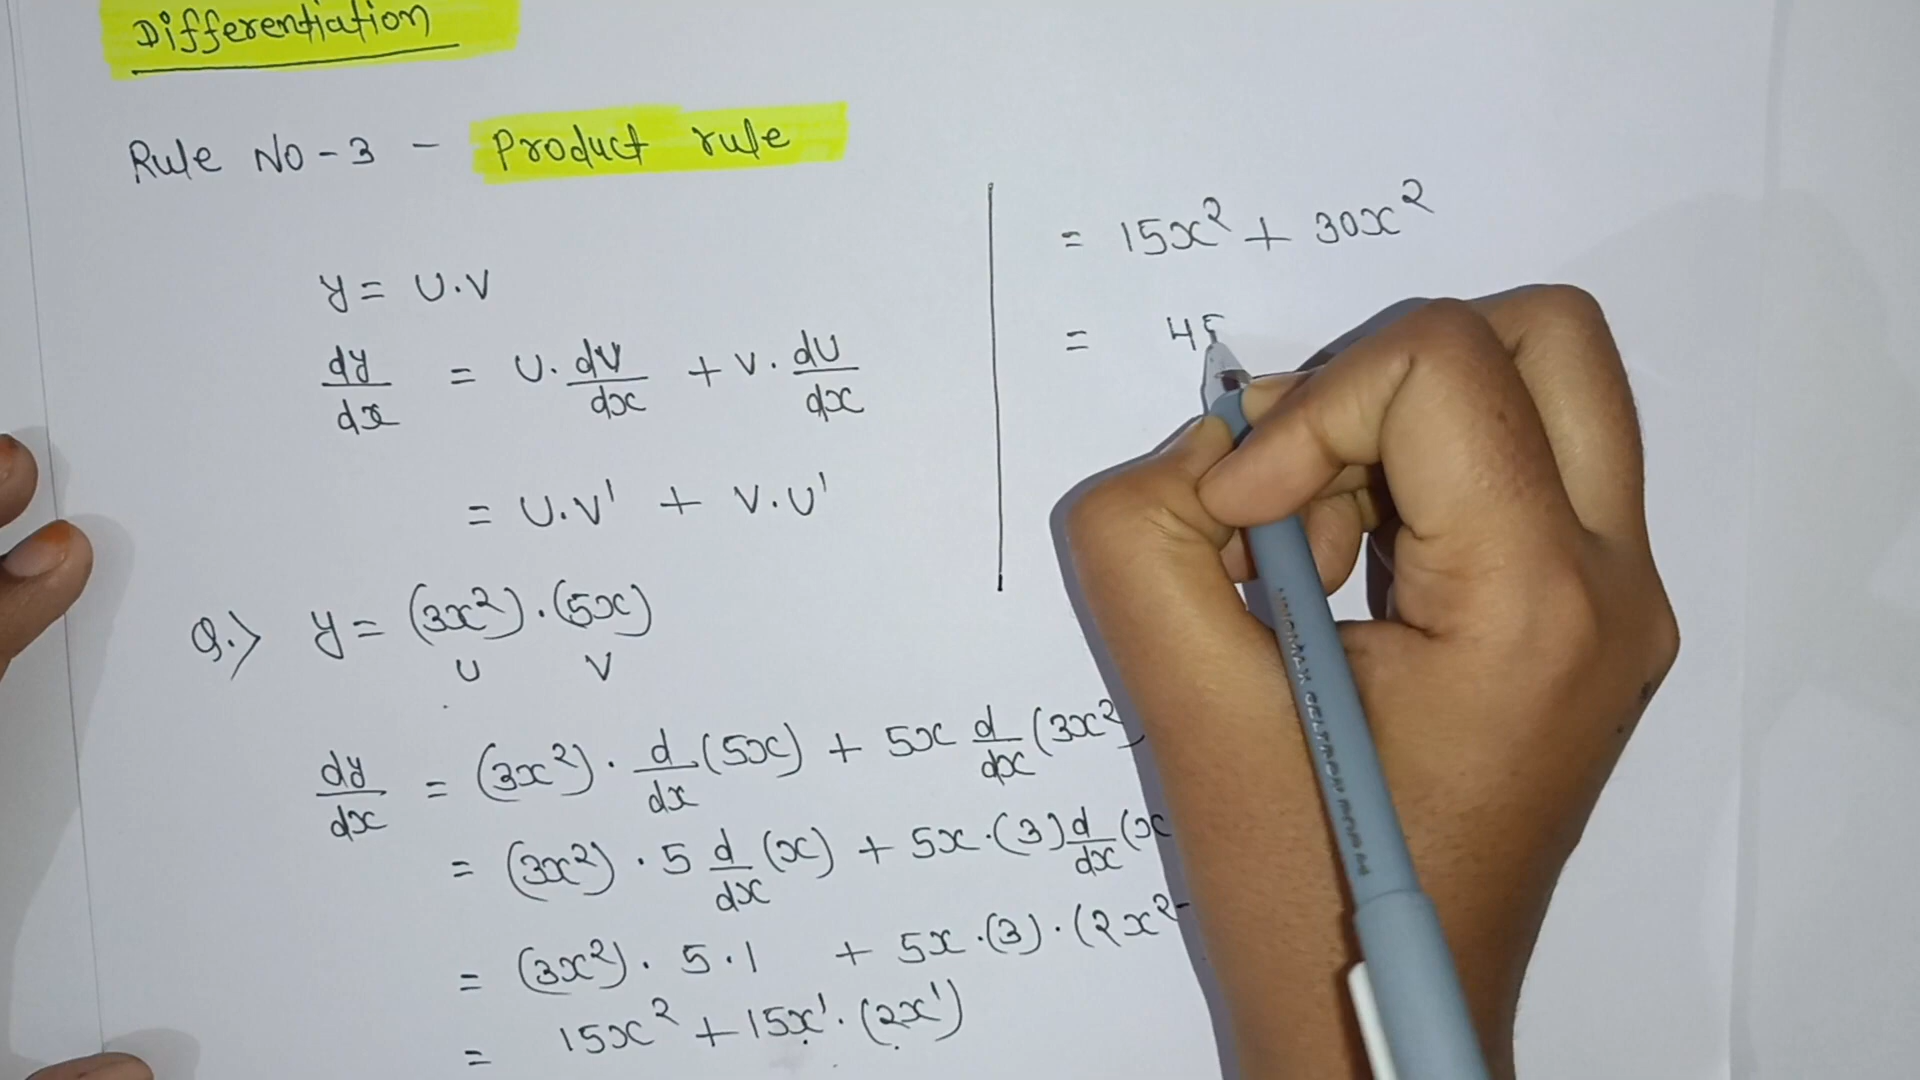 Differentiation
Rule No-3 - Product rule
y = U.V
dy/dx = U. dV/dx + V. dU/dx
= U.V' + V.U'
Q.) y = (3x²).(5x)
U V
dy/dx = (3x²). d/dx (5x) + 5x d/dx (3x²
= (3x²) . 5 d/dx (x) + 5x .(3) d/dx (x
= (3x²). 5.1 + 5x .(3).(2x²-
= 15x² + 15x'. (2x')
= 15x² + 30x²
= 45